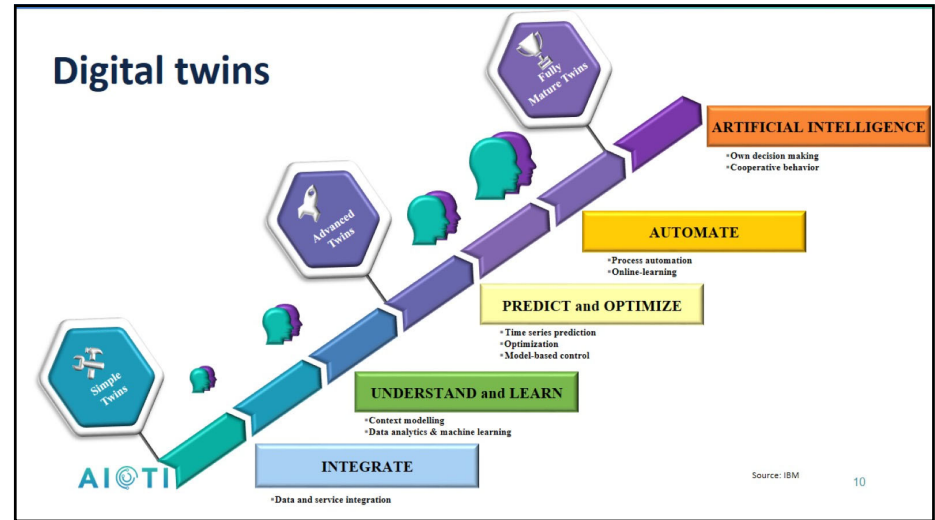 Digital twins
Fully
Mature Twins
ARTIFICIAL INTELLIGENCE
▪Own decision making
▪Cooperative behavior
Advanced
Twins
AUTOMATE
▪Process automation
▪Online-learning
PREDICT and OPTIMIZE
▪Time series prediction
▪Optimization
▪Model-based control
Simple
Twins
UNDERSTAND and LEARN
▪Context modelling
▪Data analytics & machine learning
INTEGRATE
▪Data and service integration
AIOTI
Source: IBM
10